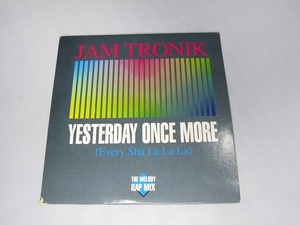 JAM TRONIK
YESTERDAY ONCE MORE
(Every Sha La La La)
THE MELODY
RAP MIX